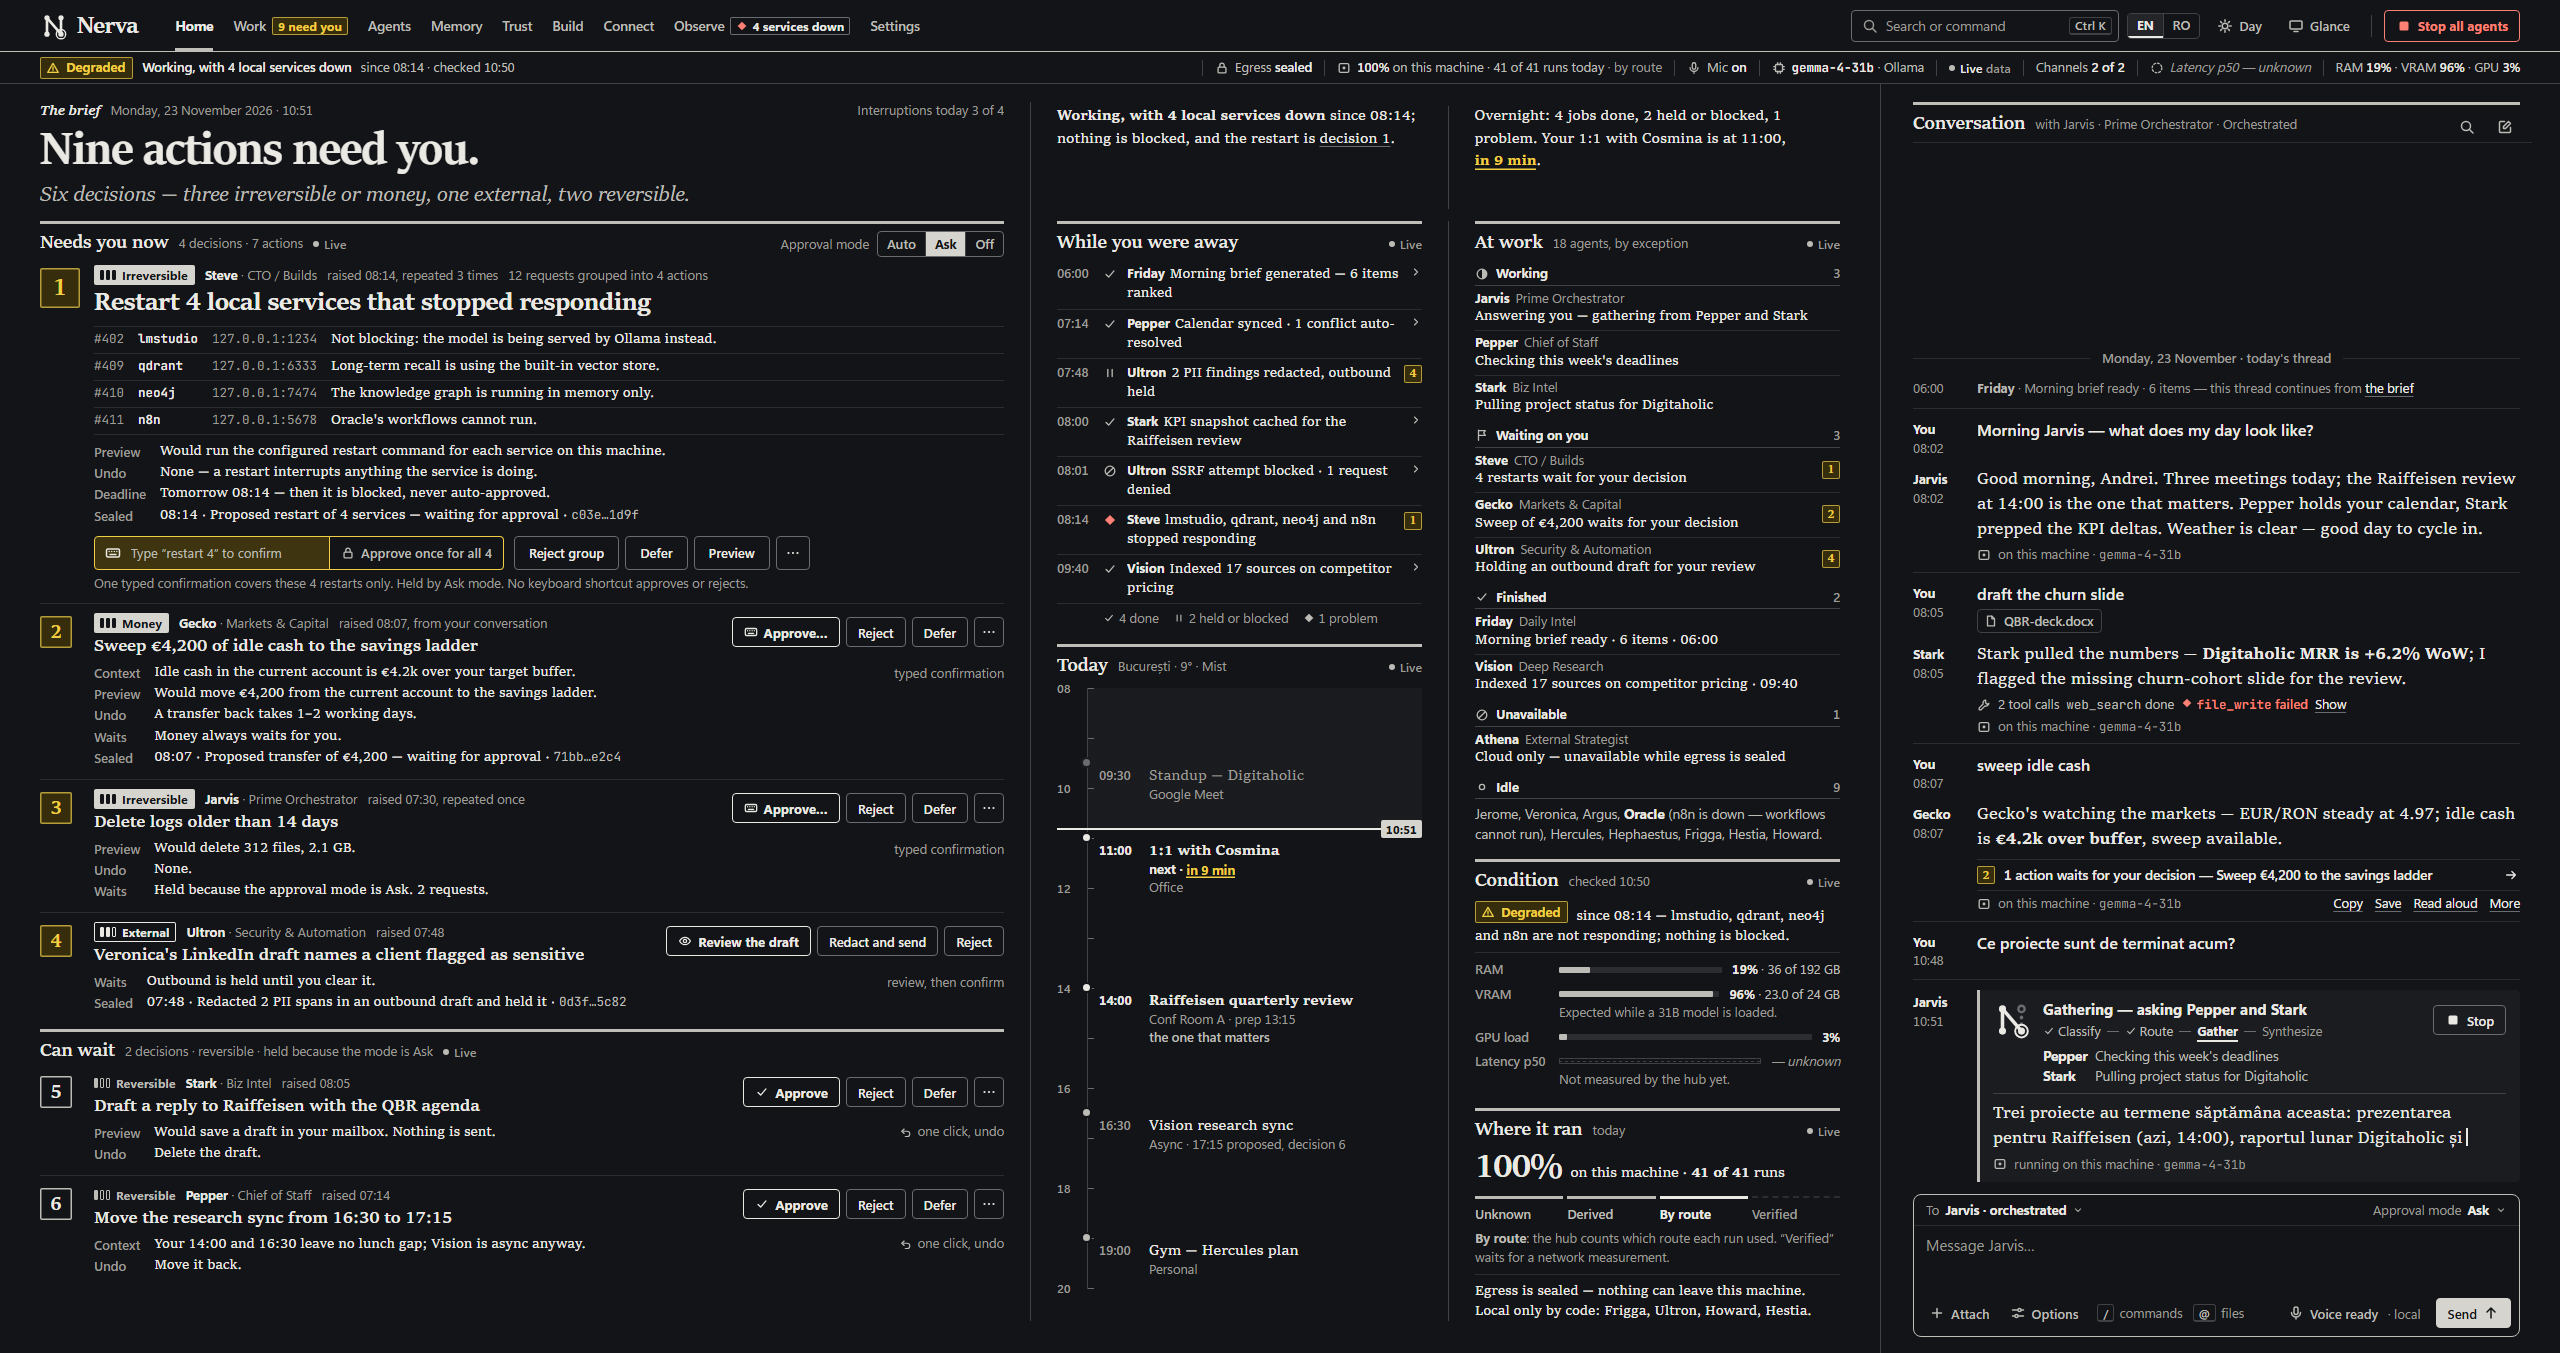 Nerva
Home
Work 9 need you
Agents
Memory
Trust
Build
Connect
Observe 4 services down
Settings
Search or command Ctrl K
EN RO
Day
Glance
Stop all agents
Degraded Working, with 4 local services down since 08:14 · checked 10:50
Egress sealed
100% on this machine · 41 of 41 runs today · by route
Mic on
gemma-4-31b · Ollama
Live data
Channels 2 of 2
Latency p50 — unknown
RAM 19% · VRAM 96% · GPU 3%
The brief Monday, 23 November 2026 · 10:51
Interruptions today 3 of 4
Nine actions need you.
Six decisions — three irreversible or money, one external, two reversible.
Needs you now 4 decisions · 7 actions Live
Approval mode Auto Ask Off
1
Irreversible Steve · CTO / Builds raised 08:14, repeated 3 times 12 requests grouped into 4 actions
Restart 4 local services that stopped responding
#402 lmstudio 127.0.0.1:1234 Not blocking: the model is being served by Ollama instead.
#409 qdrant 127.0.0.1:6333 Long-term recall is using the built-in vector store.
#410 neo4j 127.0.0.1:7474 The knowledge graph is running in memory only.
#411 n8n 127.0.0.1:5678 Oracle's workflows cannot run.
Preview Would run the configured restart command for each service on this machine.
Undo None — a restart interrupts anything the service is doing.
Deadline Tomorrow 08:14 — then it is blocked, never auto-approved.
Sealed 08:14 · Proposed restart of 4 services — waiting for approval · c03e…1d9f
Type “restart 4” to confirm Approve once for all 4 Reject group Defer Preview ···
One typed confirmation covers these 4 restarts only. Held by Ask mode. No keyboard shortcut approves or rejects.
2
Money Gecko · Markets & Capital raised 08:07, from your conversation
Sweep €4,200 of idle cash to the savings ladder
Approve… Reject Defer ···
typed confirmation
Context Idle cash in the current account is €4.2k over your target buffer.
Preview Would move €4,200 from the current account to the savings ladder.
Undo A transfer back takes 1–2 working days.
Waits Money always waits for you.
Sealed 08:07 · Proposed transfer of €4,200 — waiting for approval · 71bb…e2c4
3
Irreversible Jarvis · Prime Orchestrator raised 07:30, repeated once
Delete logs older than 14 days
Approve… Reject Defer ···
typed confirmation
Preview Would delete 312 files, 2.1 GB.
Undo None.
Waits Held because the approval mode is Ask. 2 requests.
4
External Ultron · Security & Automation raised 07:48
Veronica's LinkedIn draft names a client flagged as sensitive
Review the draft Redact and send Reject
review, then confirm
Waits Outbound is held until you clear it.
Sealed 07:48 · Redacted 2 PII spans in an outbound draft and held it · 0d3f…5c82
Can wait 2 decisions · reversible · held because the mode is Ask Live
5
Reversible Stark · Biz Intel raised 08:05
Draft a reply to Raiffeisen with the QBR agenda
Approve Reject Defer ···
one click, undo
Preview Would save a draft in your mailbox. Nothing is sent.
Undo Delete the draft.
6
Reversible Pepper · Chief of Staff raised 07:14
Move the research sync from 16:30 to 17:15
Approve Reject Defer ···
one click, undo
Context Your 14:00 and 16:30 leave no lunch gap; Vision is async anyway.
Undo Move it back.
Working, with 4 local services down since 08:14;
nothing is blocked, and the restart is decision 1.
Overnight: 4 jobs done, 2 held or blocked, 1
problem. Your 1:1 with Cosmina is at 11:00,
in 9 min.
While you were away Live
06:00 Friday Morning brief generated — 6 items
ranked
07:14 Pepper Calendar synced · 1 conflict auto-
resolved
07:48 Ultron 2 PII findings redacted, outbound 4
held
08:00 Stark KPI snapshot cached for the
Raiffeisen review
08:01 Ultron SSRF attempt blocked · 1 request
denied
08:14 Steve lmstudio, qdrant, neo4j and n8n 1
stopped responding
09:40 Vision Indexed 17 sources on competitor
pricing
4 done 2 held or blocked 1 problem
Today București · 9° · Mist Live
08
09:30 Standup — Digitaholic
Google Meet
10
10:51
11:00 1:1 with Cosmina
next · in 9 min
Office
12
14
14:00 Raiffeisen quarterly review
Conf Room A · prep 13:15
the one that matters
16
16:30 Vision research sync
Async · 17:15 proposed, decision 6
18
19:00 Gym — Hercules plan
Personal
20
At work 18 agents, by exception Live
Working 3
Jarvis Prime Orchestrator
Answering you — gathering from Pepper and Stark
Pepper Chief of Staff
Checking this week's deadlines
Stark Biz Intel
Pulling project status for Digitaholic
Waiting on you 3
Steve CTO / Builds
4 restarts wait for your decision 1
Gecko Markets & Capital
Sweep of €4,200 waits for your decision 2
Ultron Security & Automation
Holding an outbound draft for your review 4
Finished 2
Friday Daily Intel
Morning brief ready · 6 items · 06:00
Vision Deep Research
Indexed 17 sources on competitor pricing · 09:40
Unavailable 1
Athena External Strategist
Cloud only — unavailable while egress is sealed
Idle 9
Jerome, Veronica, Argus, Oracle (n8n is down — workflows
cannot run), Hercules, Hephaestus, Frigga, Hestia, Howard.
Condition checked 10:50 Live
Degraded since 08:14 — lmstudio, qdrant, neo4j
and n8n are not responding; nothing is blocked.
RAM 19% · 36 of 192 GB
VRAM 96% · 23.0 of 24 GB
Expected while a 31B model is loaded.
GPU load 3%
Latency p50 — unknown
Not measured by the hub yet.
Where it ran today Live
100% on this machine · 41 of 41 runs
Unknown Derived By route Verified
By route: the hub counts which route each run used. “Verified”
waits for a network measurement.
Egress is sealed — nothing can leave this machine.
Local only by code: Frigga, Ultron, Howard, Hestia.
Conversation with Jarvis · Prime Orchestrator · Orchestrated
Monday, 23 November · today's thread
06:00 Friday · Morning brief ready · 6 items — this thread continues from the brief
You Morning Jarvis — what does my day look like?
08:02
Jarvis Good morning, Andrei. Three meetings today; the Raiffeisen review
08:02 at 14:00 is the one that matters. Pepper holds your calendar, Stark
prepped the KPI deltas. Weather is clear — good day to cycle in.
on this machine · gemma-4-31b
You draft the churn slide
08:05
QBR-deck.docx
Stark Stark pulled the numbers — Digitaholic MRR is +6.2% WoW; I
08:05 flagged the missing churn-cohort slide for the review.
2 tool calls web_search done file_write failed Show
on this machine · gemma-4-31b
You sweep idle cash
08:07
Gecko Gecko's watching the markets — EUR/RON steady at 4.97; idle cash
08:07 is €4.2k over buffer, sweep available.
2 1 action waits for your decision — Sweep €4,200 to the savings ladder
on this machine · gemma-4-31b Copy Save Read aloud More
You Ce proiecte sunt de terminat acum?
10:48
Jarvis Gathering — asking Pepper and Stark
10:51 Classify — Route — Gather — Synthesize
Stop
Pepper Checking this week's deadlines
Stark Pulling project status for Digitaholic
Trei proiecte au termene săptămâna aceasta: prezentarea
pentru Raiffeisen (azi, 14:00), raportul lunar Digitaholic și
running on this machine · gemma-4-31b
To Jarvis · orchestrated Approval mode Ask
Message Jarvis…
Attach Options / commands @ files Voice ready · local Send